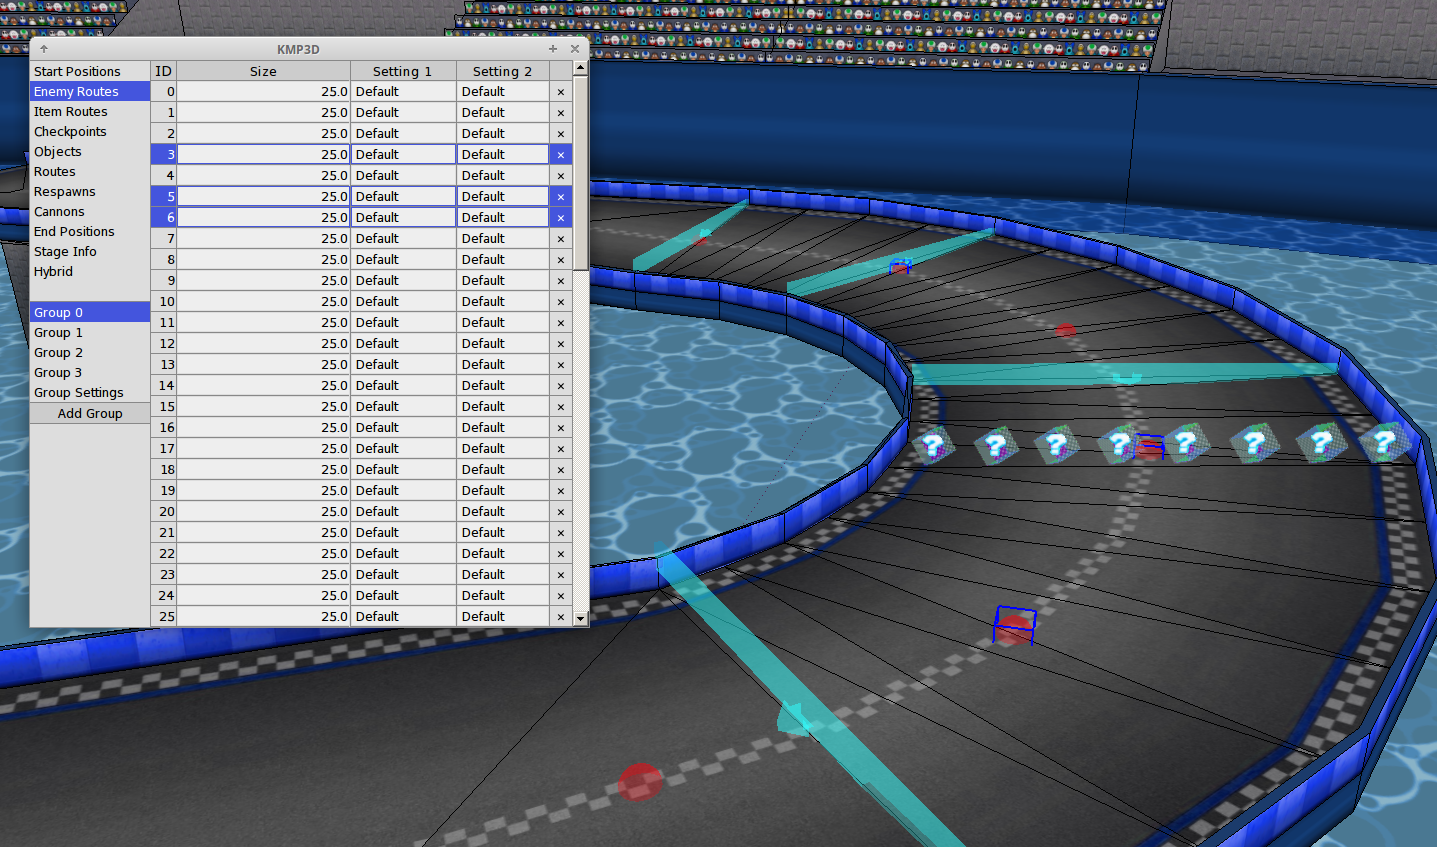 KMP3D
Start Positions
Enemy Routes
Item Routes
Checkpoints
Objects
Routes
Respawns
Cannons
End Positions
Stage Info
Hybrid
Group 0
Group 1
Group 2
Group 3
Group Settings
Add Group
ID Size Setting 1 Setting 2
0 25.0 Default Default ×
1 25.0 Default Default ×
2 25.0 Default Default ×
3 25.0 Default Default ×
4 25.0 Default Default ×
5 25.0 Default Default ×
6 25.0 Default Default ×
7 25.0 Default Default ×
8 25.0 Default Default ×
9 25.0 Default Default ×
10 25.0 Default Default ×
11 25.0 Default Default ×
12 25.0 Default Default ×
13 25.0 Default Default ×
14 25.0 Default Default ×
15 25.0 Default Default ×
16 25.0 Default Default ×
17 25.0 Default Default ×
18 25.0 Default Default ×
19 25.0 Default Default ×
20 25.0 Default Default ×
21 25.0 Default Default ×
22 25.0 Default Default ×
23 25.0 Default Default ×
24 25.0 Default Default ×
25 25.0 Default Default ×
? ? ? ? ? ? ? ?